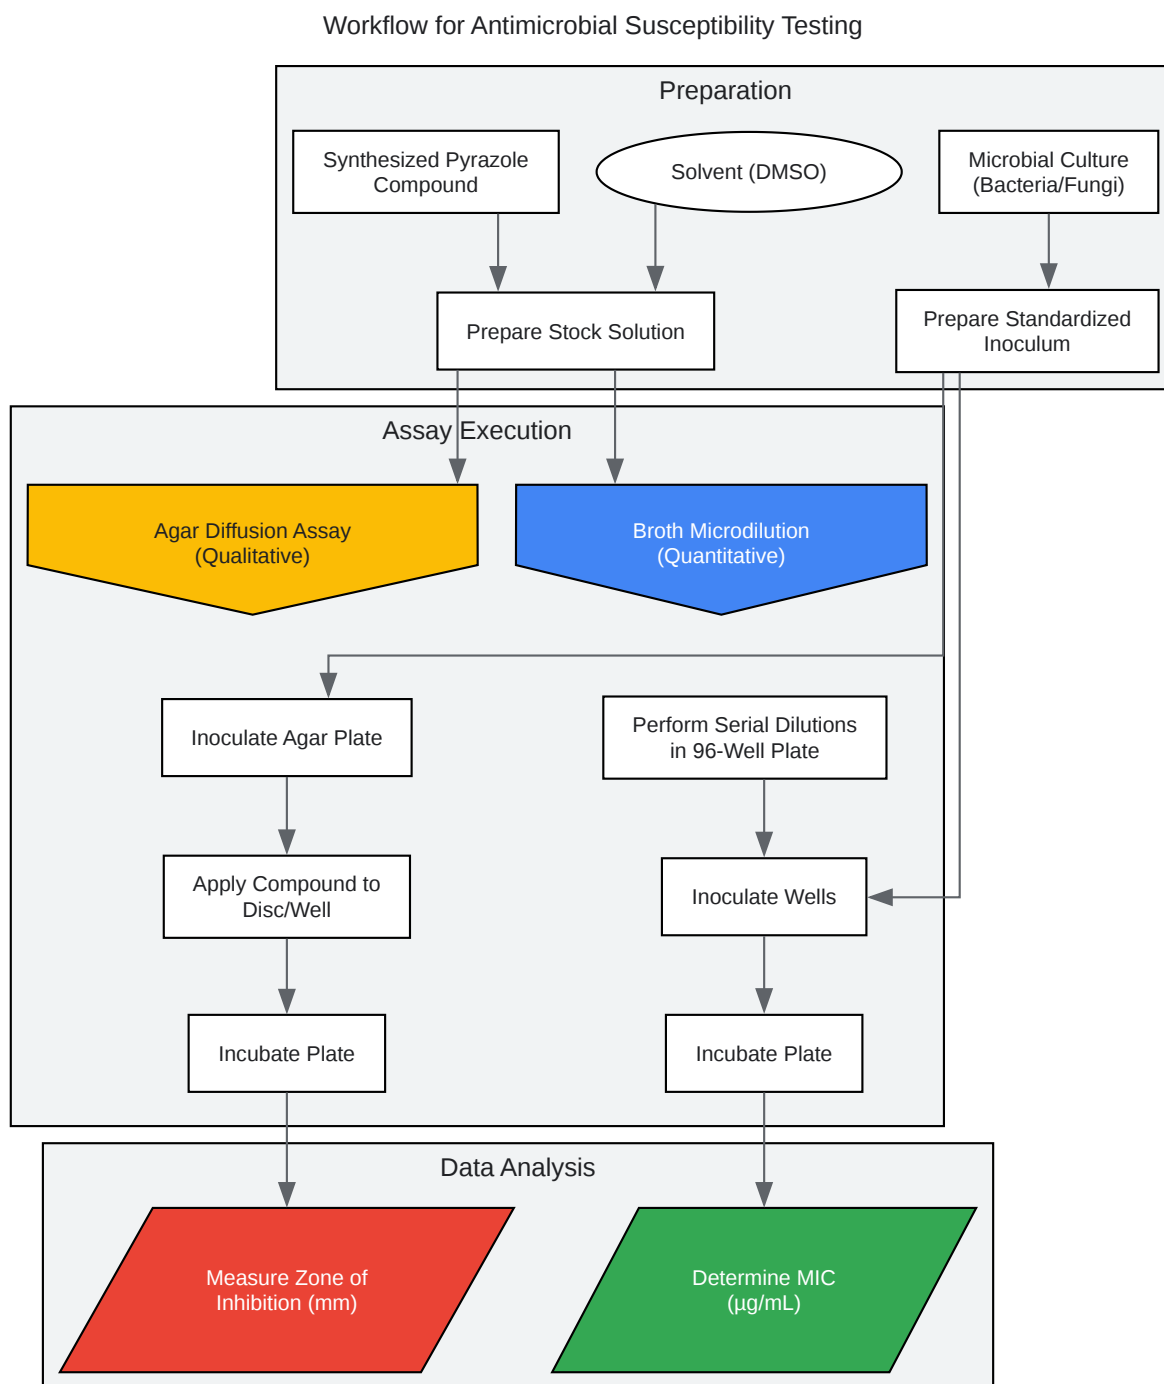 Workflow for Antimicrobial Susceptibility Testing
Preparation
Synthesized Pyrazole
Compound
Solvent (DMSO)
Microbial Culture
(Bacteria/Fungi)
Prepare Stock Solution
Prepare Standardized
Inoculum
Assay Execution
Agar Diffusion Assay
(Qualitative)
Broth Microdilution
(Quantitative)
Inoculate Agar Plate
Perform Serial Dilutions
in 96-Well Plate
Apply Compound to
Disc/Well
Inoculate Wells
Incubate Plate
Incubate Plate
Data Analysis
Measure Zone of
Inhibition (mm)
Determine MIC
(µg/mL)